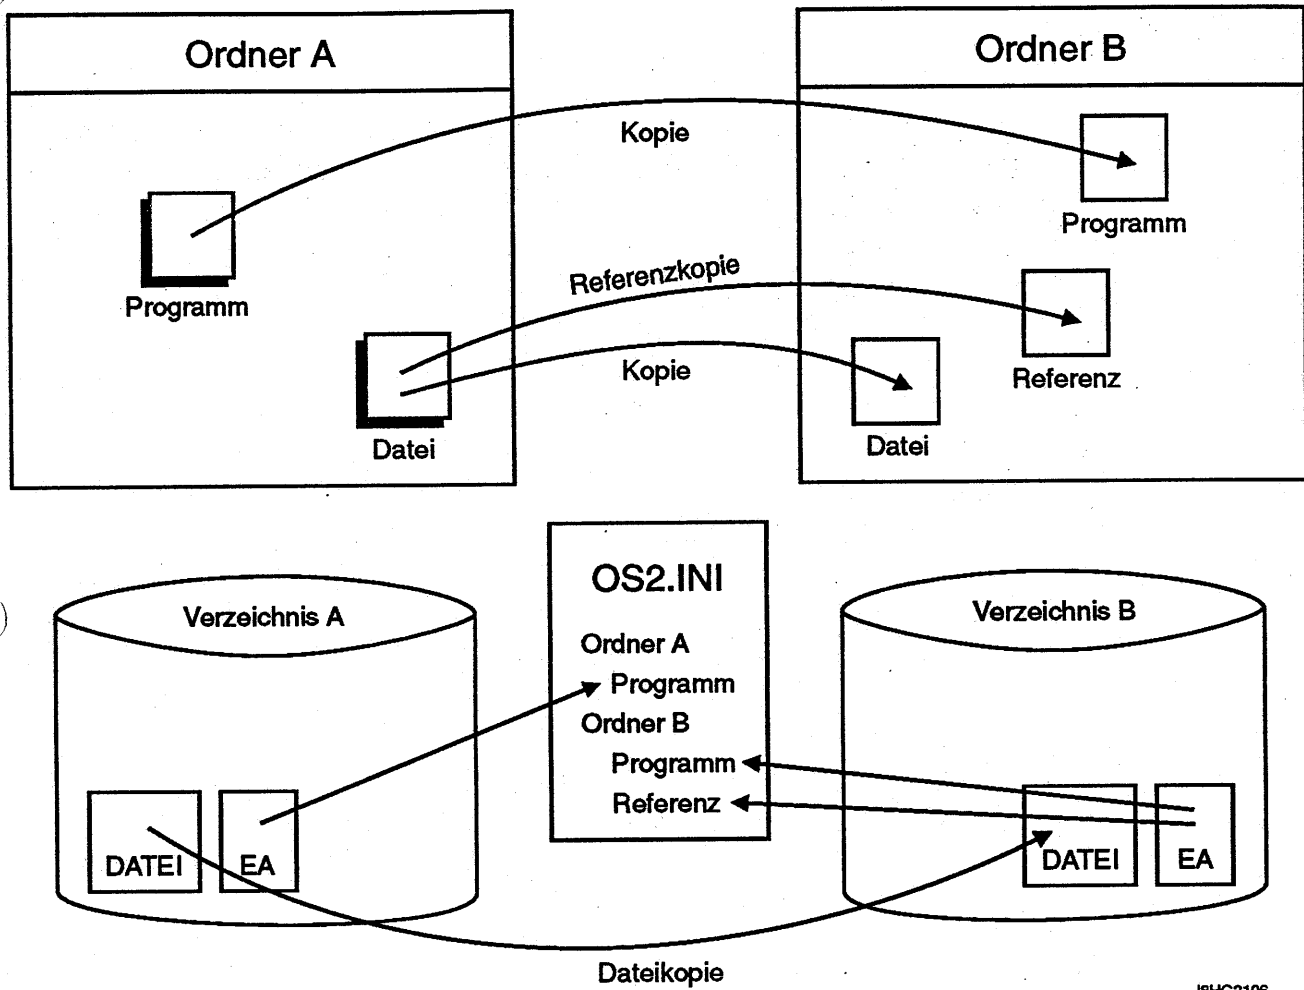 Ordner A
Ordner B
Kopie
Programm
Programm
Referenzkopie
Kopie
Datei
Referenz
Datei
OS2.INI
Ordner A
Programm
Ordner B
Programm
Referenz
Verzeichnis A
DATEI
EA
Verzeichnis B
DATEI
EA
Dateikopie